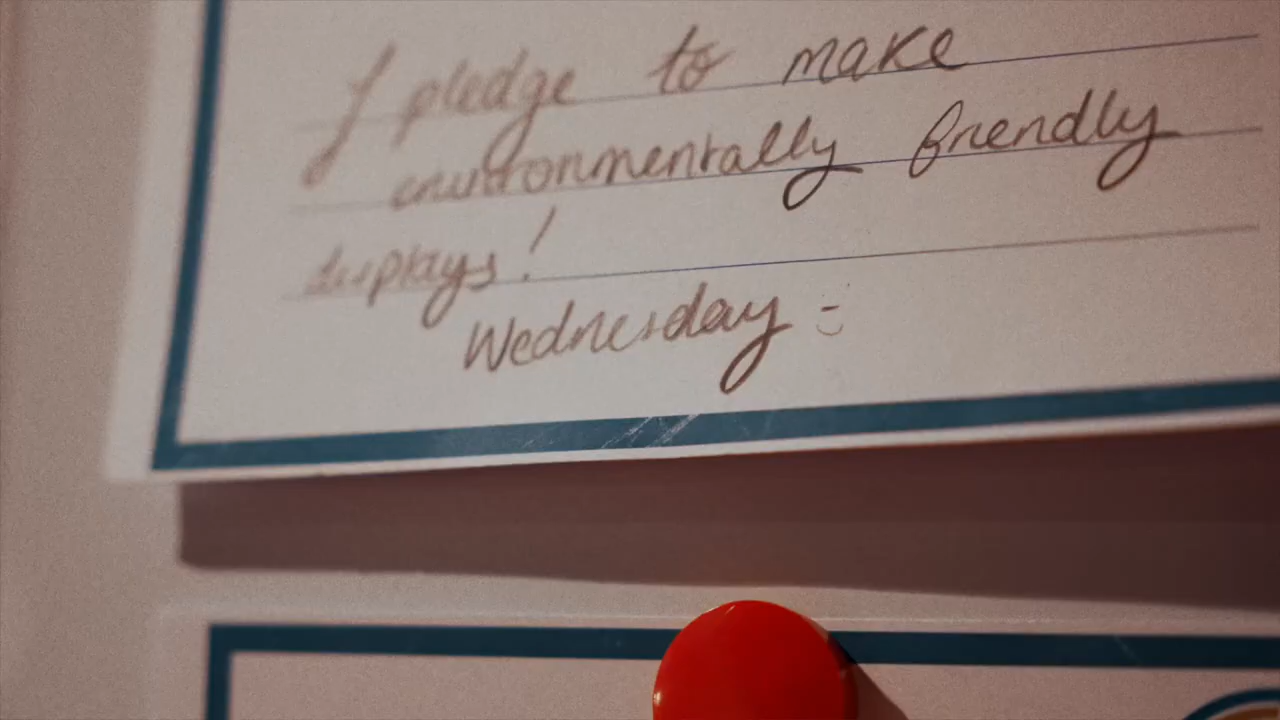 I pledge to make
environmentally friendly
displays!
Wednesday :)